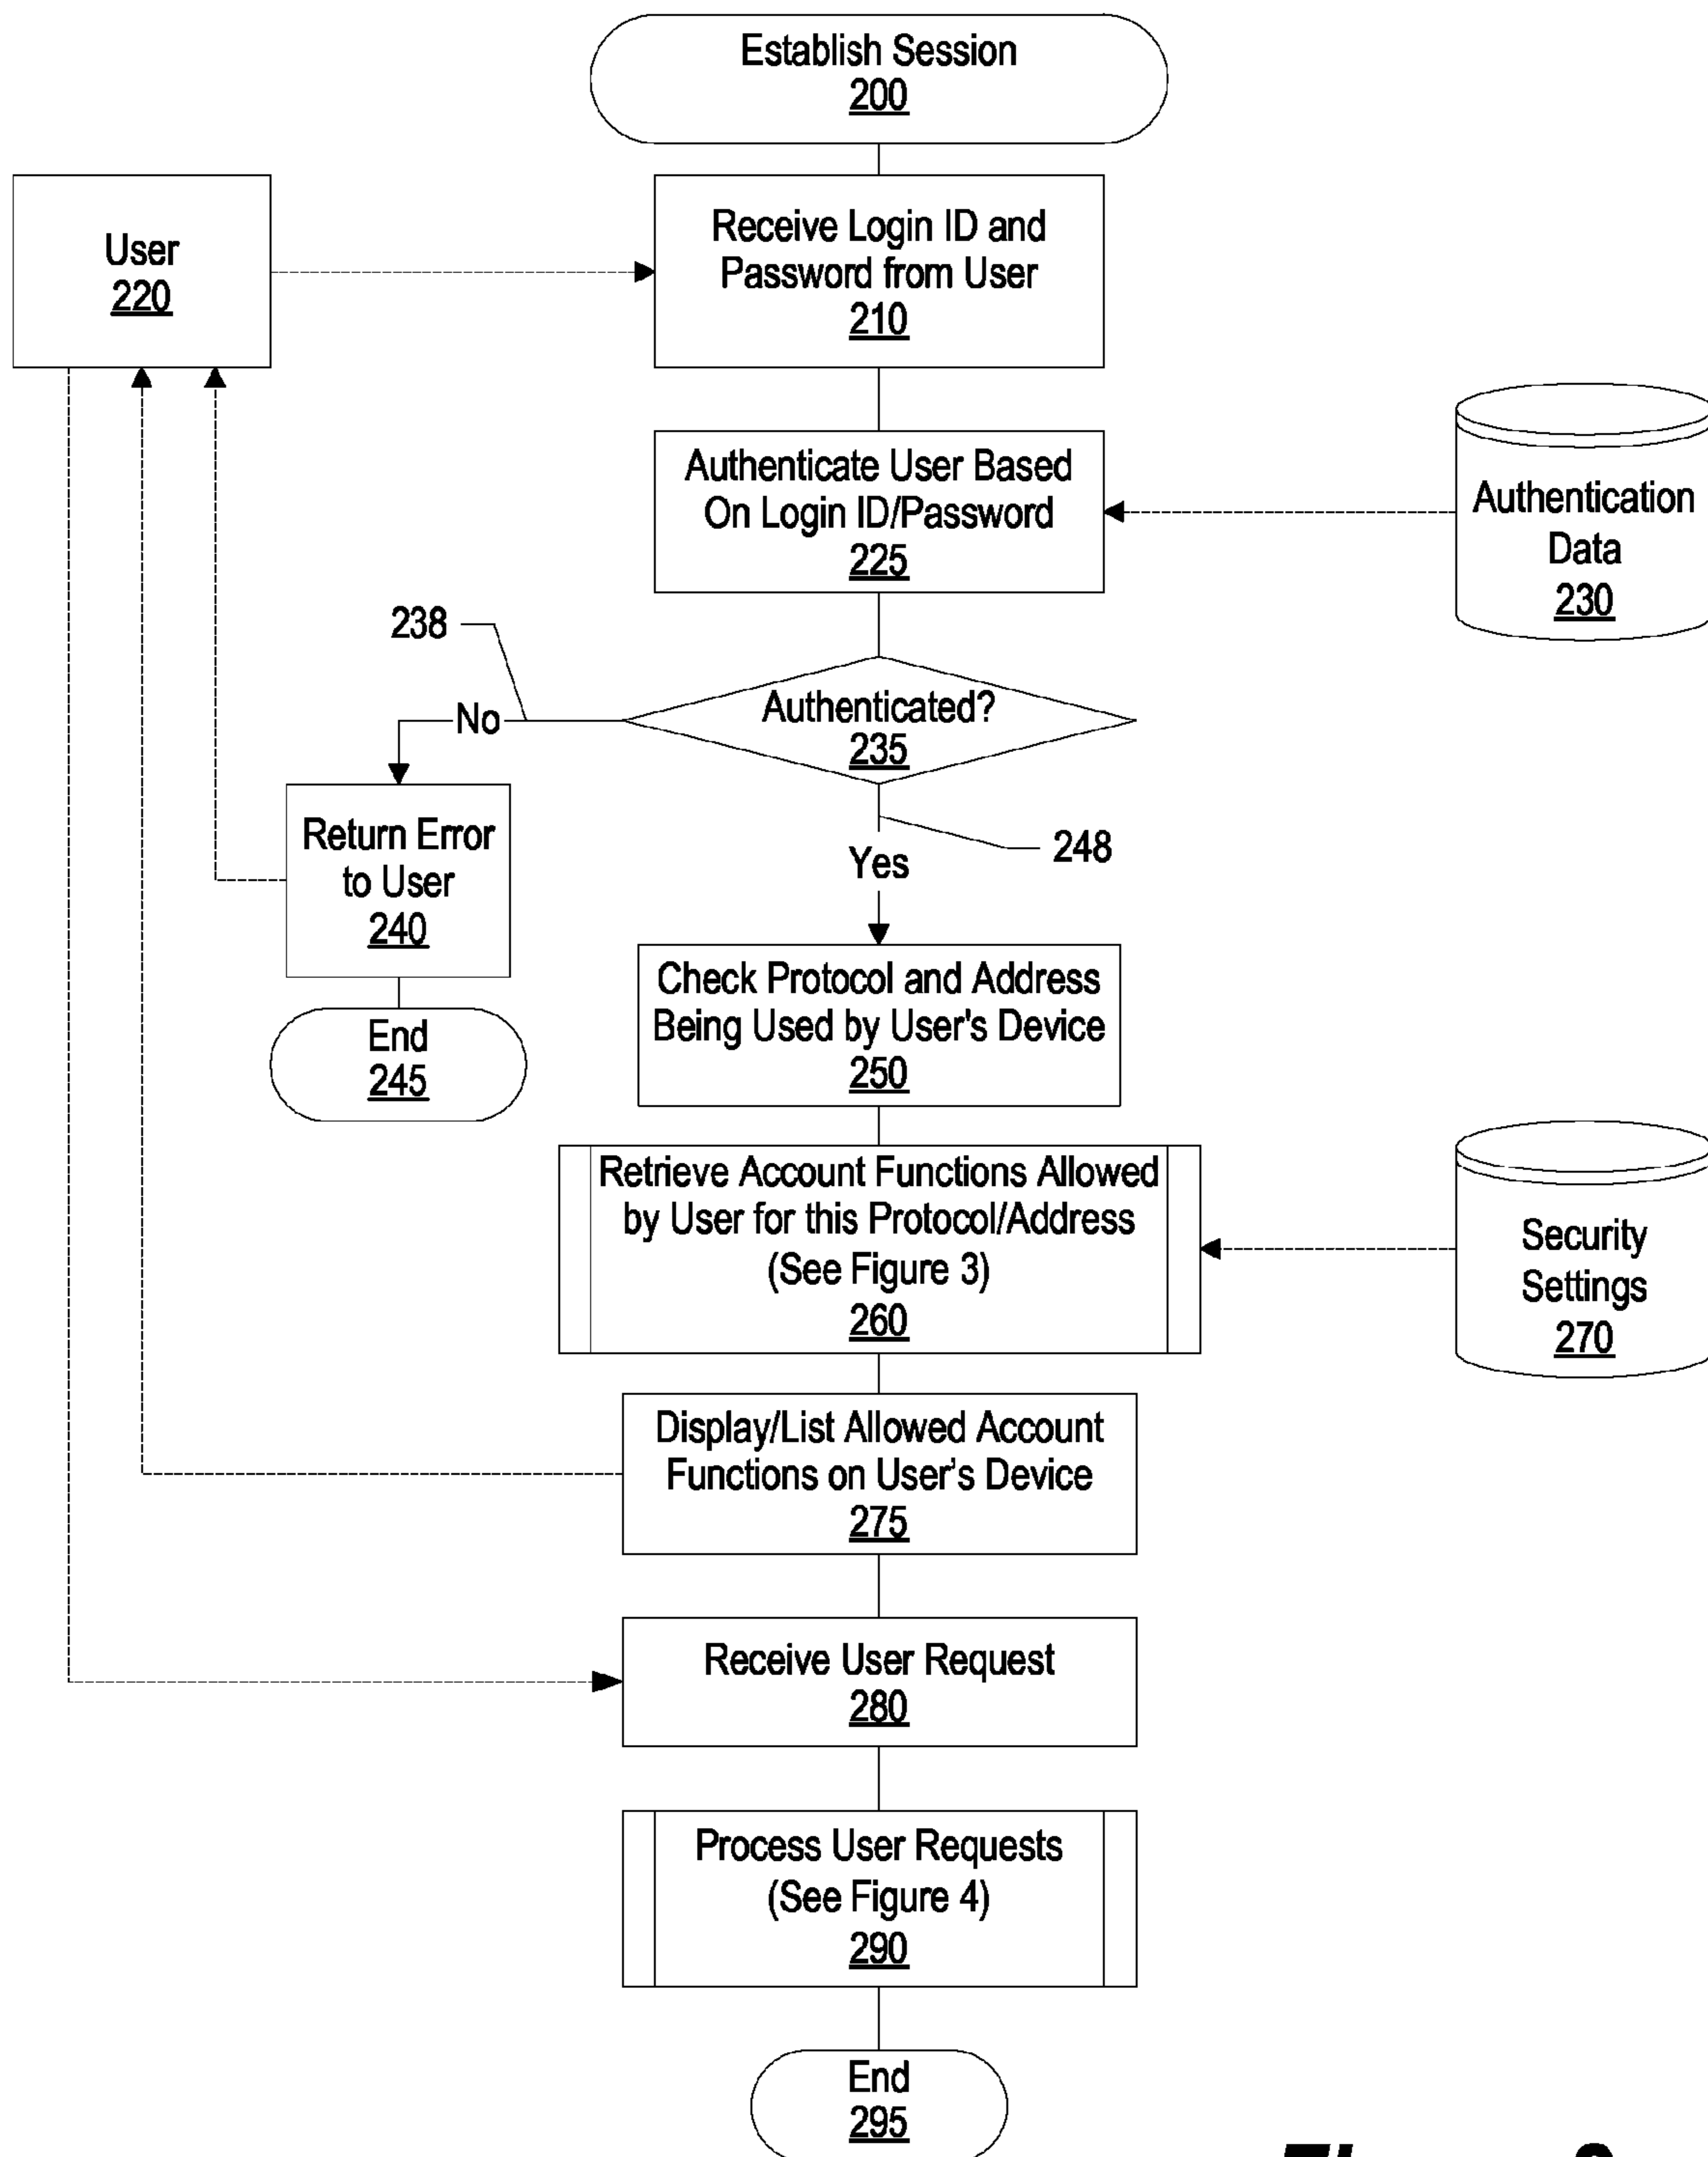 Establish Session
200
User
220
Receive Login ID and
Password from User
210
Authenticate User Based
On Login ID/Password
225
Authentication
Data
230
238
No
Authenticated?
235
248
Yes
Return Error
to User
240
End
245
Check Protocol and Address
Being Used by User's Device
250
Retrieve Account Functions Allowed
by User for this Protocol/Address
(See Figure 3)
260
Security
Settings
270
Display/List Allowed Account
Functions on User’s Device
275
Receive User Request
280
Process User Requests
(See Figure 4)
290
End
295